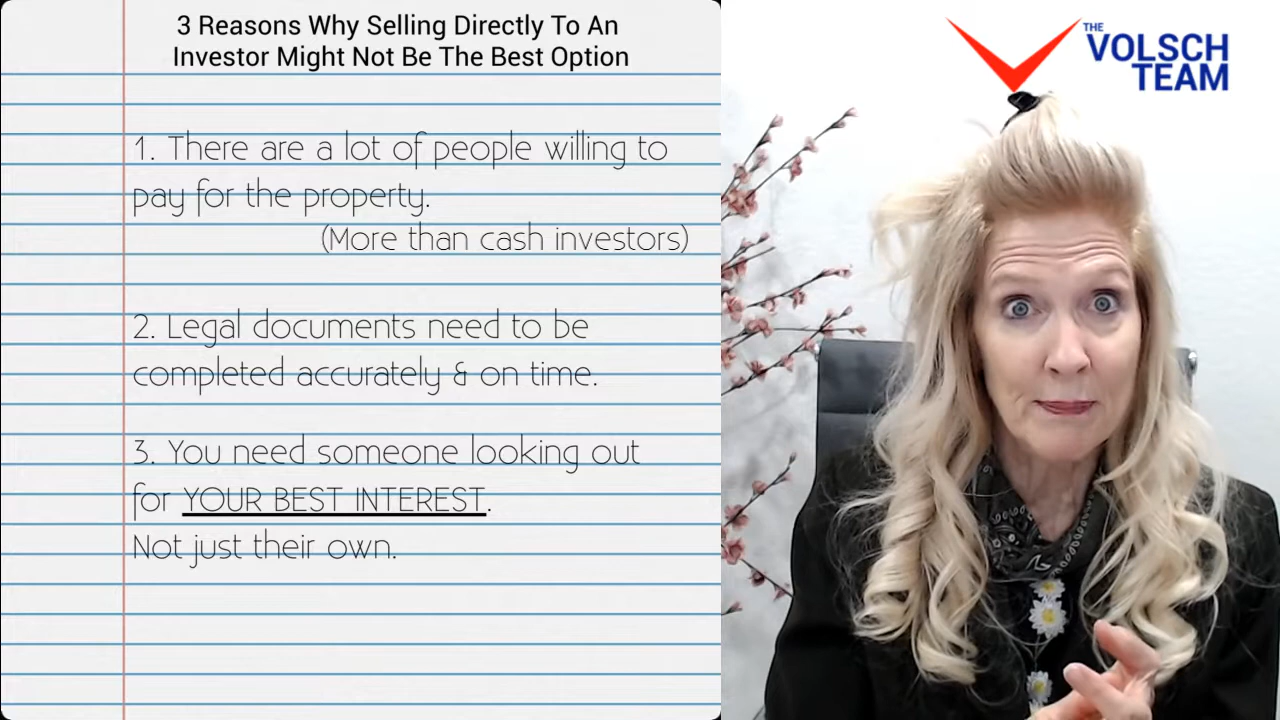 3 Reasons Why Selling Directly To An
Investor Might Not Be The Best Option
1. There are a lot of people willing to
pay for the property.
(More than cash investors)
2. Legal documents need to be
completed accurately & on time.
3. You need someone looking out
for YOUR BEST INTEREST.
Not just their own.
THE
VOLSCH
TEAM